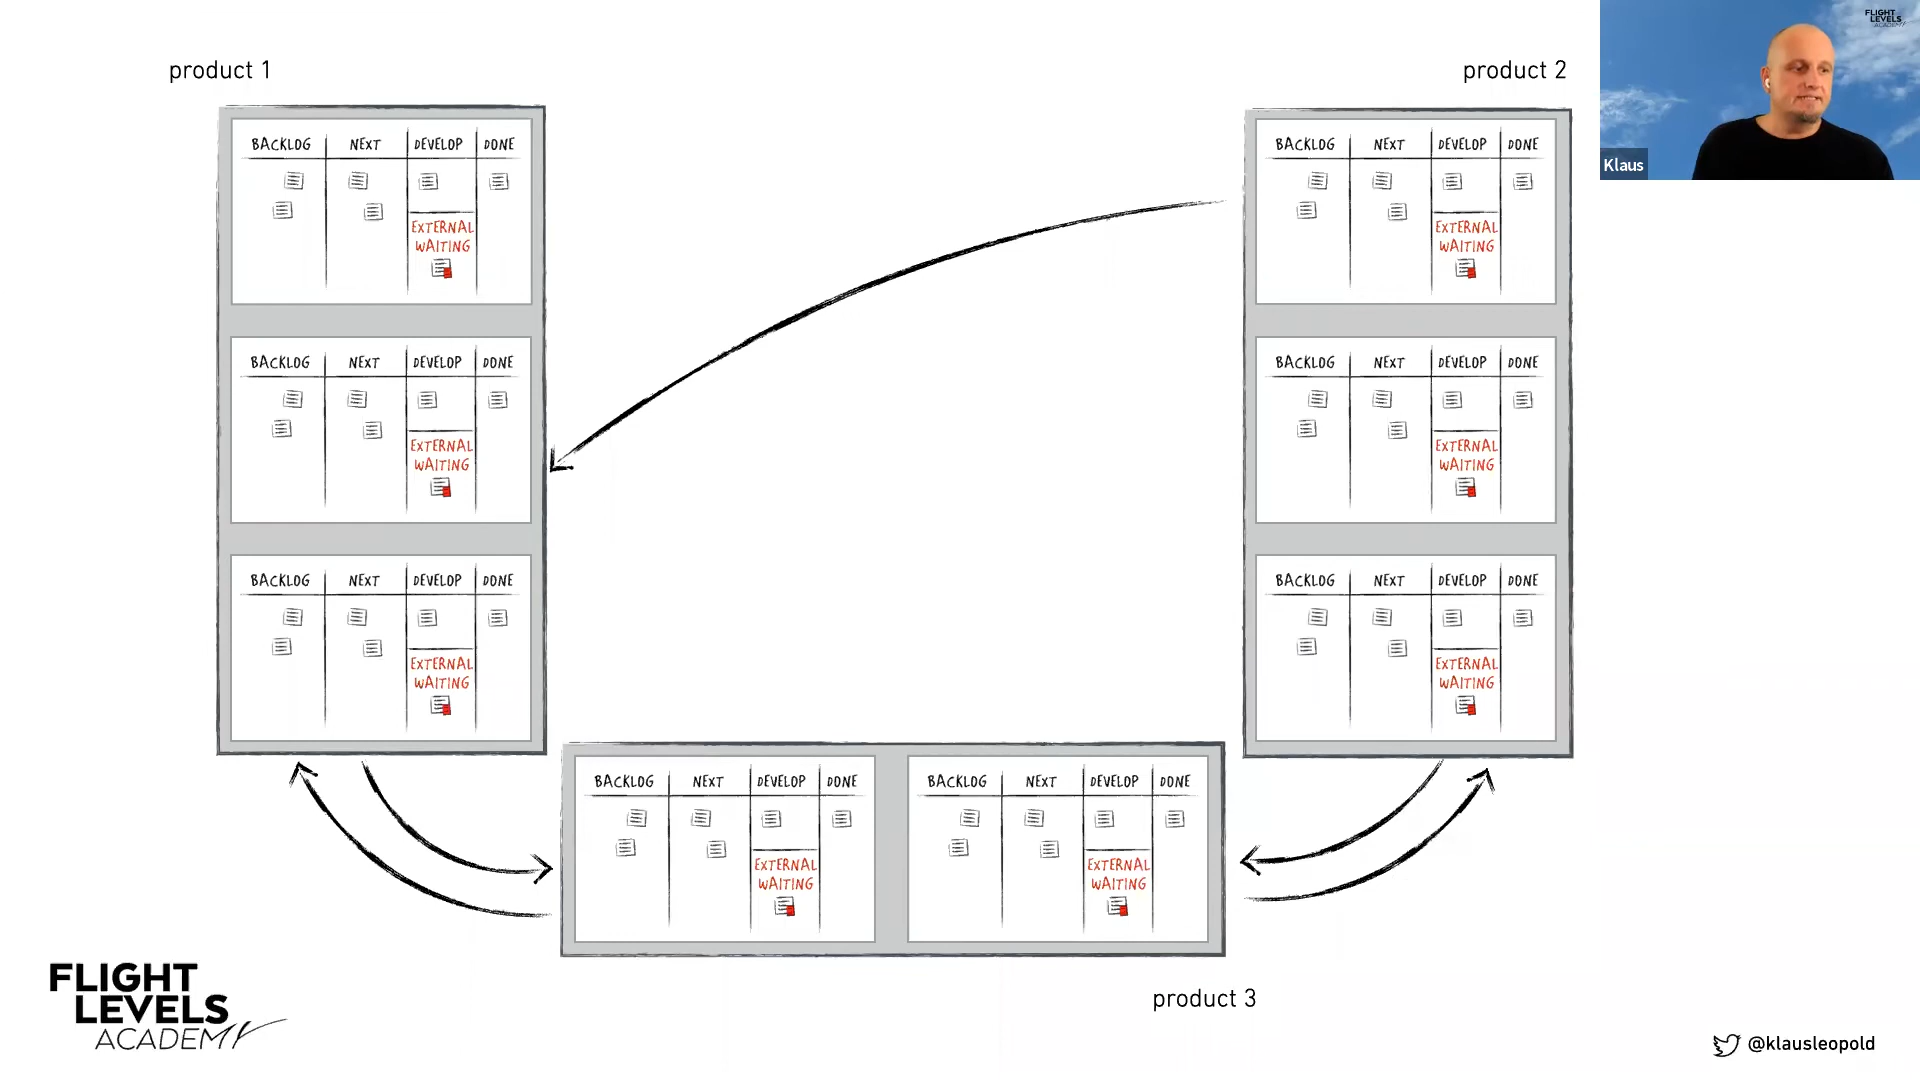 product 1
BACKLOG NEXT DEVELOP DONE
EXTERNAL
WAITING
BACKLOG NEXT DEVELOP DONE
EXTERNAL
WAITING
BACKLOG NEXT DEVELOP DONE
EXTERNAL
WAITING
product 2
BACKLOG NEXT DEVELOP DONE
EXTERNAL
WAITING
BACKLOG NEXT DEVELOP DONE
EXTERNAL
WAITING
BACKLOG NEXT DEVELOP DONE
EXTERNAL
WAITING
FLIGHT
LEVELS
ACADEMY
Klaus
BACKLOG NEXT DEVELOP DONE
EXTERNAL
WAITING
BACKLOG NEXT DEVELOP DONE
EXTERNAL
WAITING
product 3
FLIGHT
LEVELS
ACADEMY
@klausleopold